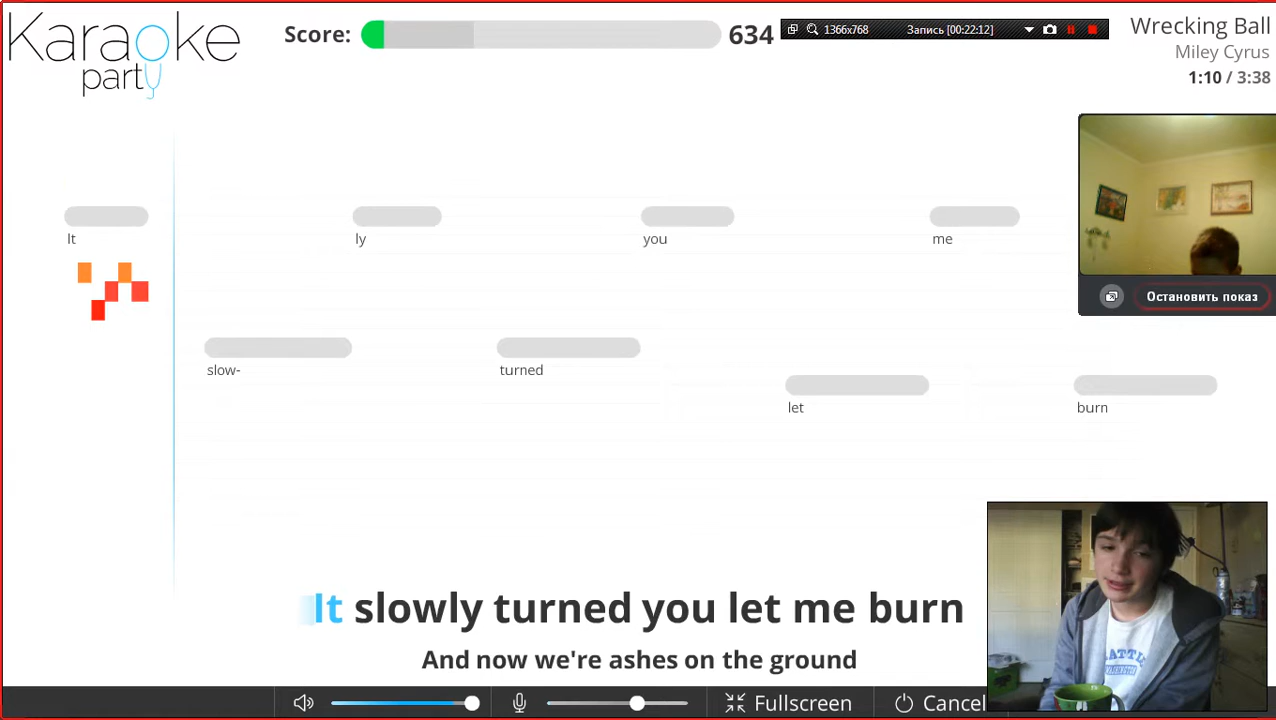 Karaoke
party
Score:
634
1366x768
Запись [00:22:12]
Wrecking Ball
Miley Cyrus
1:10 / 3:38
It
ly
you
me
Остановить показ
slow-
turned
let
burn
It slowly turned you let me burn
And now we're ashes on the ground
Fullscreen
Cancel